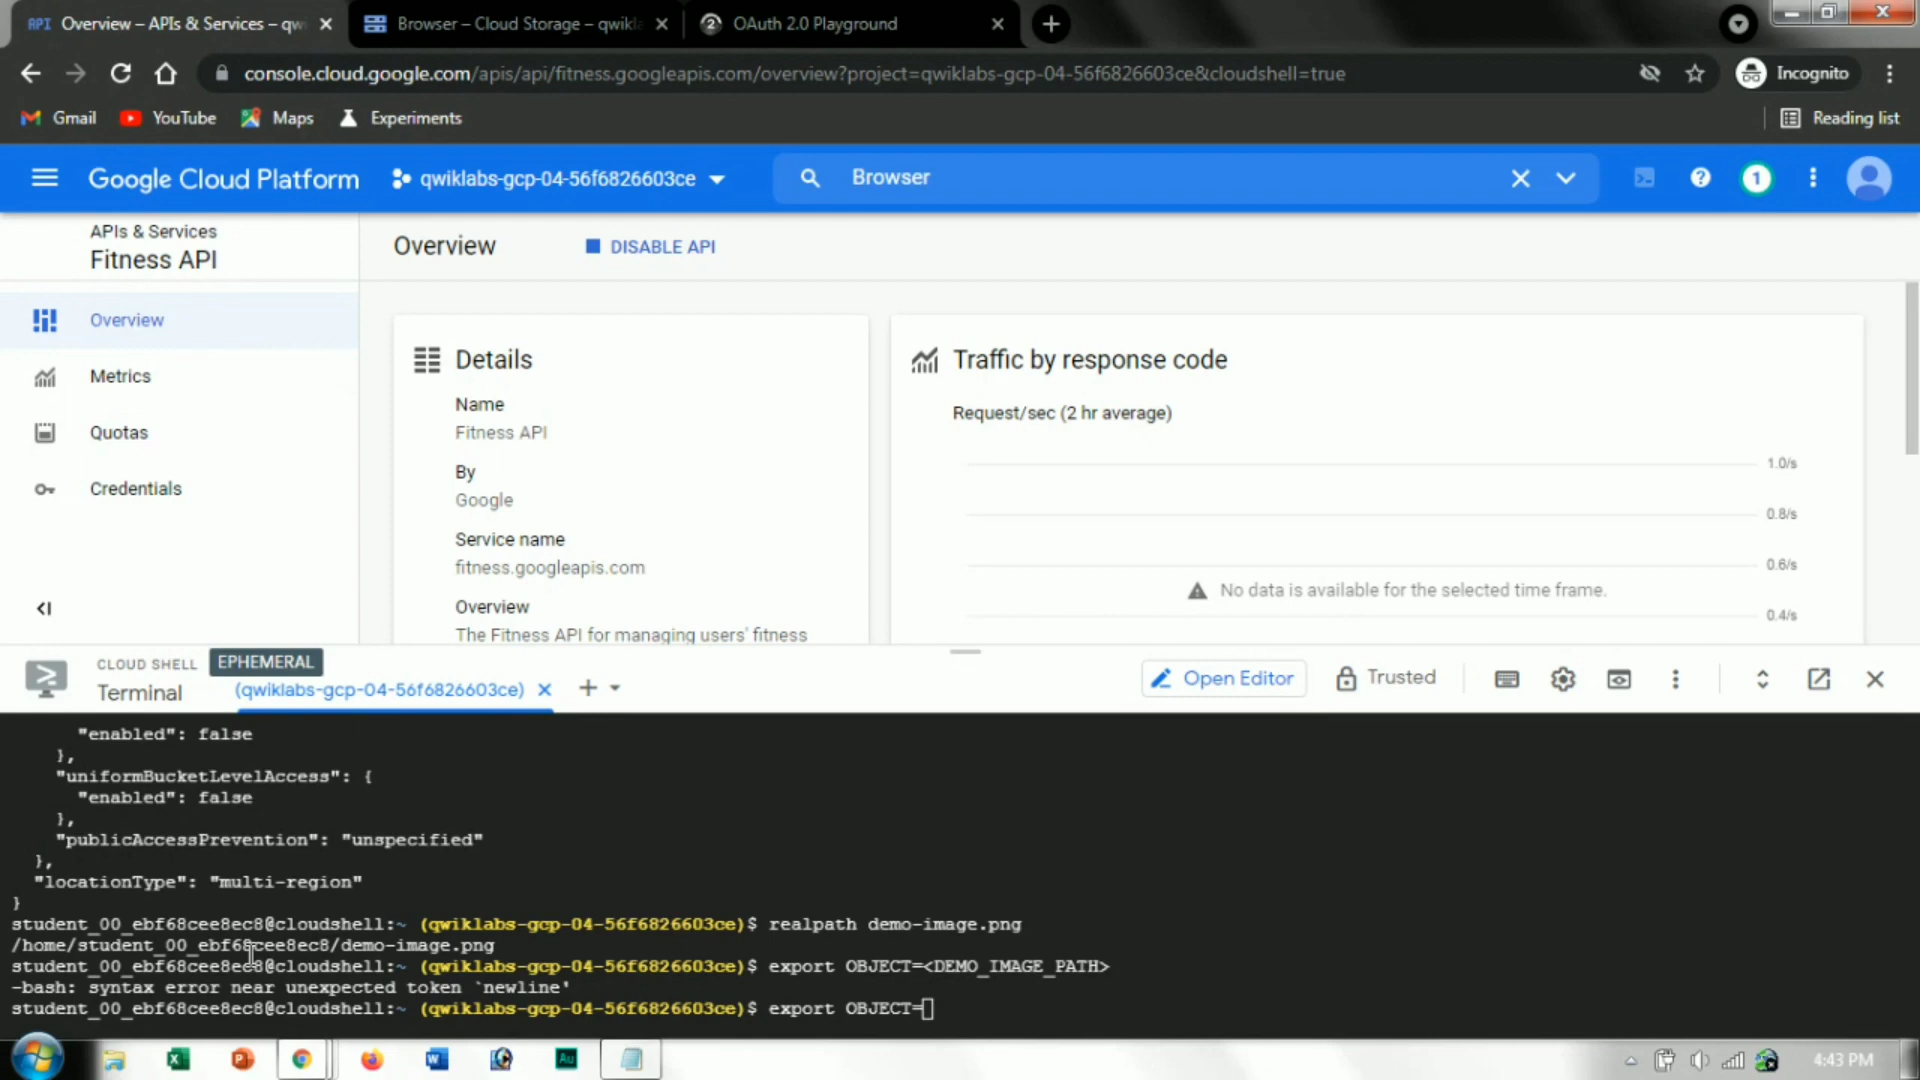 API Overview – APIs & Services – qw
Browser – Cloud Storage – qwikl
OAuth 2.0 Playground
console.cloud.google.com/apis/api/fitness.googleapis.com/overview?project=qwiklabs-gcp-04-56f6826603ce&cloudshell=true
Incognito
Gmail
YouTube
Maps
Experiments
Reading list
Google Cloud Platform
qwiklabs-gcp-04-56f6826603ce
Browser
1
APIs & Services
Fitness API
Overview
DISABLE API
Overview
Metrics
Quotas
Credentials
Details
Name
Fitness API
By
Google
Service name
fitness.googleapis.com
Overview
The Fitness API for managing users' fitness
Traffic by response code
Request/sec (2 hr average)
1.0/s
0.8/s
0.6/s
No data is available for the selected time frame.
0.4/s
CLOUD SHELL
Terminal
EPHEMERAL
(qwiklabs-gcp-04-56f6826603ce)
Open Editor
Trusted
"enabled": false
},
"uniformBucketLevelAccess": {
"enabled": false
},
"publicAccessPrevention": "unspecified"
},
"locationType": "multi-region"
}
student_00_ebf68cee8ec8@cloudshell:~ (qwiklabs-gcp-04-56f6826603ce)$ realpath demo-image.png
/home/student_00_ebf68cee8ec8/demo-image.png
student_00_ebf68cee8ec8@cloudshell:~ (qwiklabs-gcp-04-56f6826603ce)$ export OBJECT=<DEMO_IMAGE_PATH>
-bash: syntax error near unexpected token `newline'
student_00_ebf68cee8ec8@cloudshell:~ (qwiklabs-gcp-04-56f6826603ce)$ export OBJECT=
Au
4:43 PM